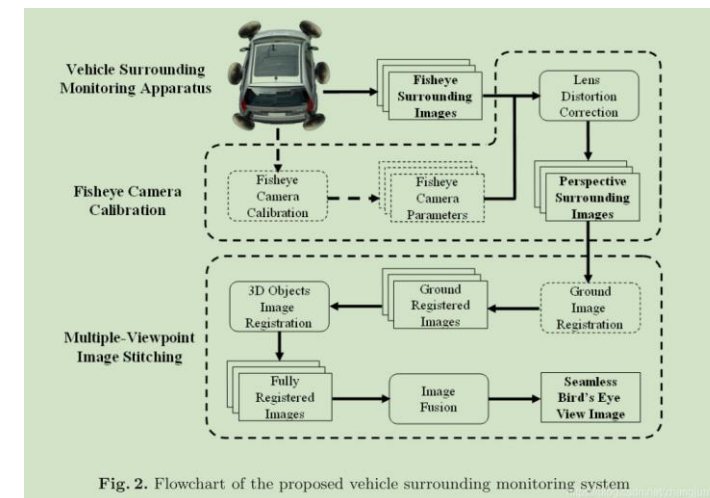 Vehicle Surrounding
Monitoring Apparatus
Fisheye
Surrounding
Images
Lens
Distortion
Correction
Fisheye Camera
Calibration
Fisheye
Camera
Calibration
Fisheye
Camera
Parameters
Perspective
Surrounding
Images
Multiple-Viewpoint
Image Stitching
3D Objects
Image
Registration
Ground
Registered
Images
Ground
Image
Registration
Fully
Registered
Images
Image
Fusion
Seamless
Bird's Eye
View Image
Fig. 2. Flowchart of the proposed vehicle surrounding monitoring system